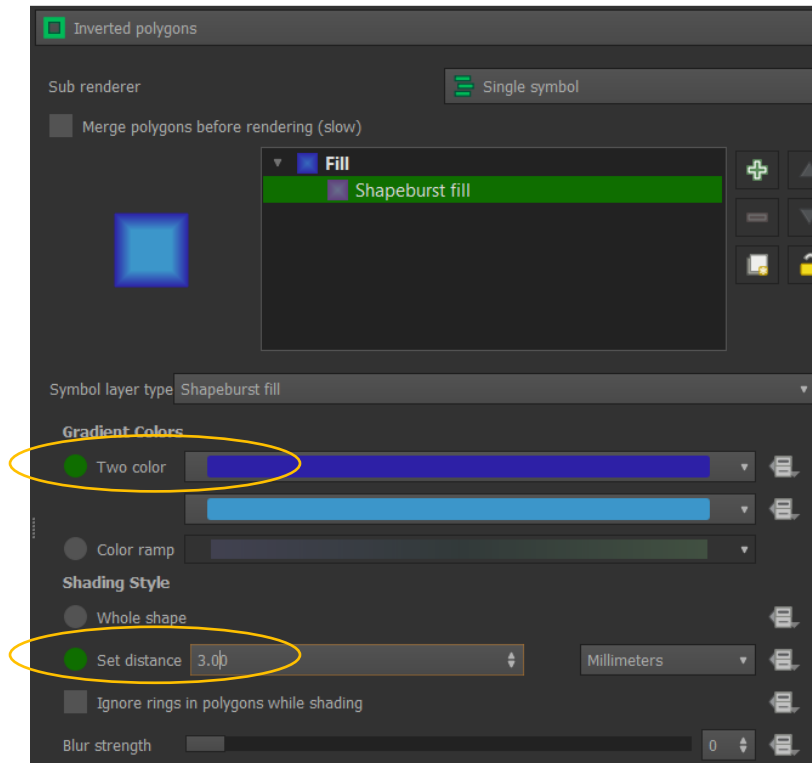 Inverted polygons
Sub renderer Single symbol
Merge polygons before rendering (slow)
Fill
Shapeburst fill
Symbol layer type Shapeburst fill
Gradient Colors
Two color
Color ramp
Shading Style
Whole shape
Set distance 3.00 Millimeters
Ignore rings in polygons while shading
Blur strength 0